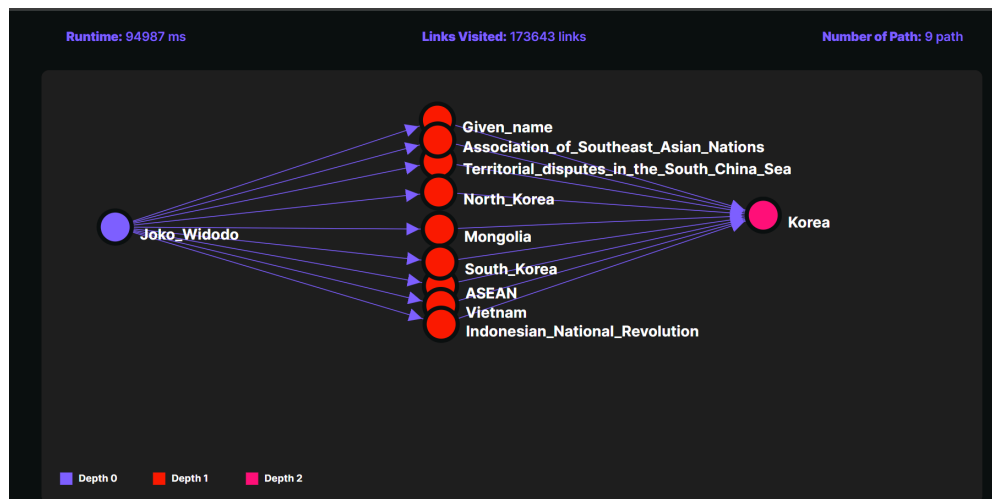 Runtime: 94987 ms
Links Visited: 173643 links
Number of Path: 9 path
Given_name
Association_of_Southeast_Asian_Nations
Territorial_disputes_in_the_South_China_Sea
North_Korea
Korea
Joko_Widodo
Mongolia
South_Korea
ASEAN
Vietnam
Indonesian_National_Revolution
Depth 0
Depth 1
Depth 2